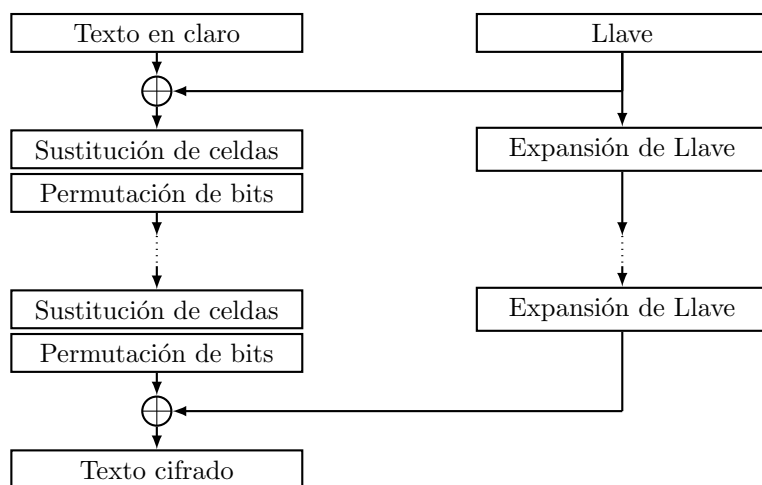 Texto en claro
Llave
Sustitución de celdas
Expansión de Llave
Permutación de bits
Sustitución de celdas
Expansión de Llave
Permutación de bits
Texto cifrado